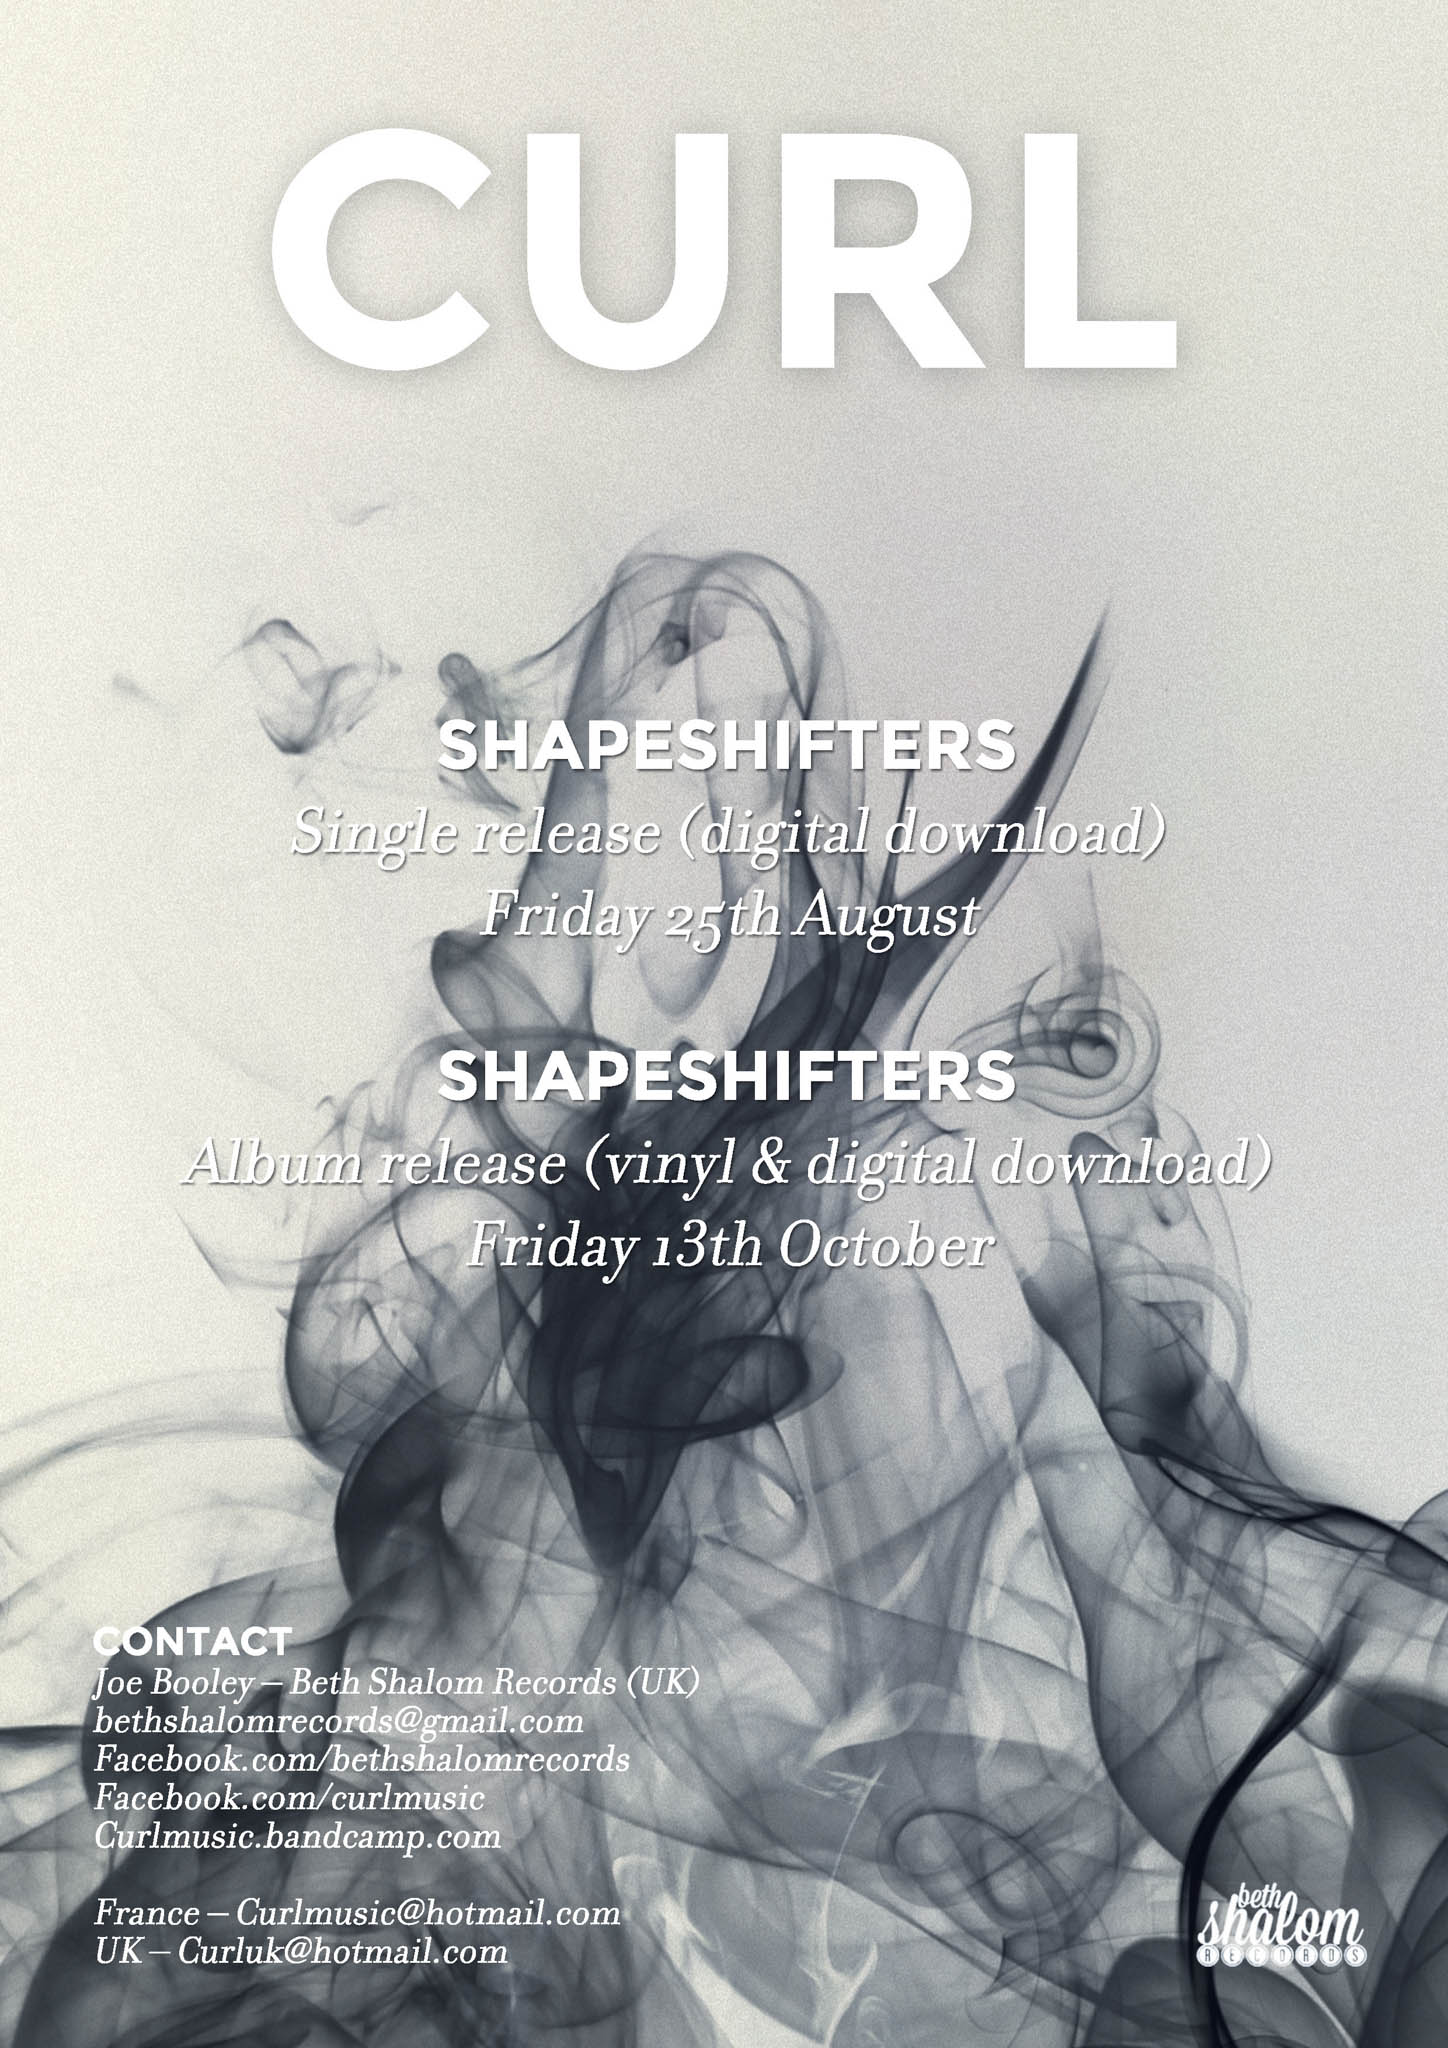 CURL
SHAPESHIFTERS
Single release (digital download)
Friday 25th August
SHAPESHIFTERS
Album release (vinyl & digital download)
Friday 13th October
CONTACT
Joe Booley – Beth Shalom Records (UK)
bethshalomrecords@gmail.com
Facebook.com/bethshalomrecords
Facebook.com/curlmusic
Curlmusic.bandcamp.com
France – Curlmusic@hotmail.com
UK – Curluk@hotmail.com
beth
shalom
RECORDS